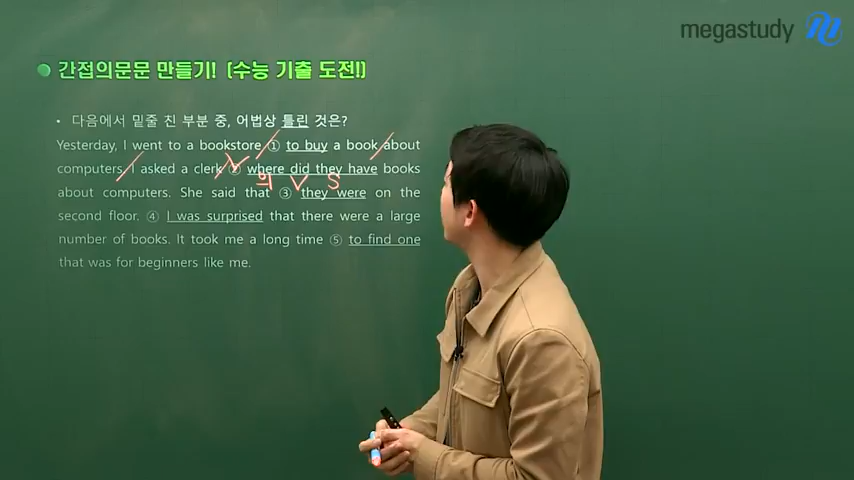 megastudy
간접의문문 만들기! (수능 기출 도전!)
• 다음에서 밑줄 친 부분 중, 어법상 틀린 것은?
Yesterday, I went to a bookstore ① to buy a book about
computers. I asked a clerk ② where did they have books
의 V S
about computers. She said that ③ they were on the
second floor. ④ I was surprised that there were a large
number of books. It took me a long time ⑤ to find one
that was for beginners like me.